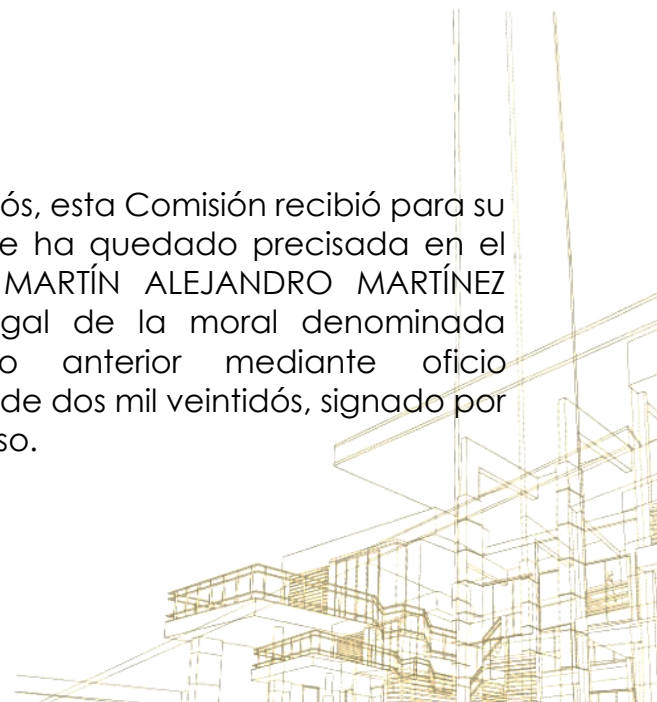 ós, esta Comisión recibió para su
e ha quedado precisada en el
MARTÍN ALEJANDRO MARTÍNEZ
gal de la moral denominada
o anterior mediante oficio
de dos mil veintidós, signado por
so.